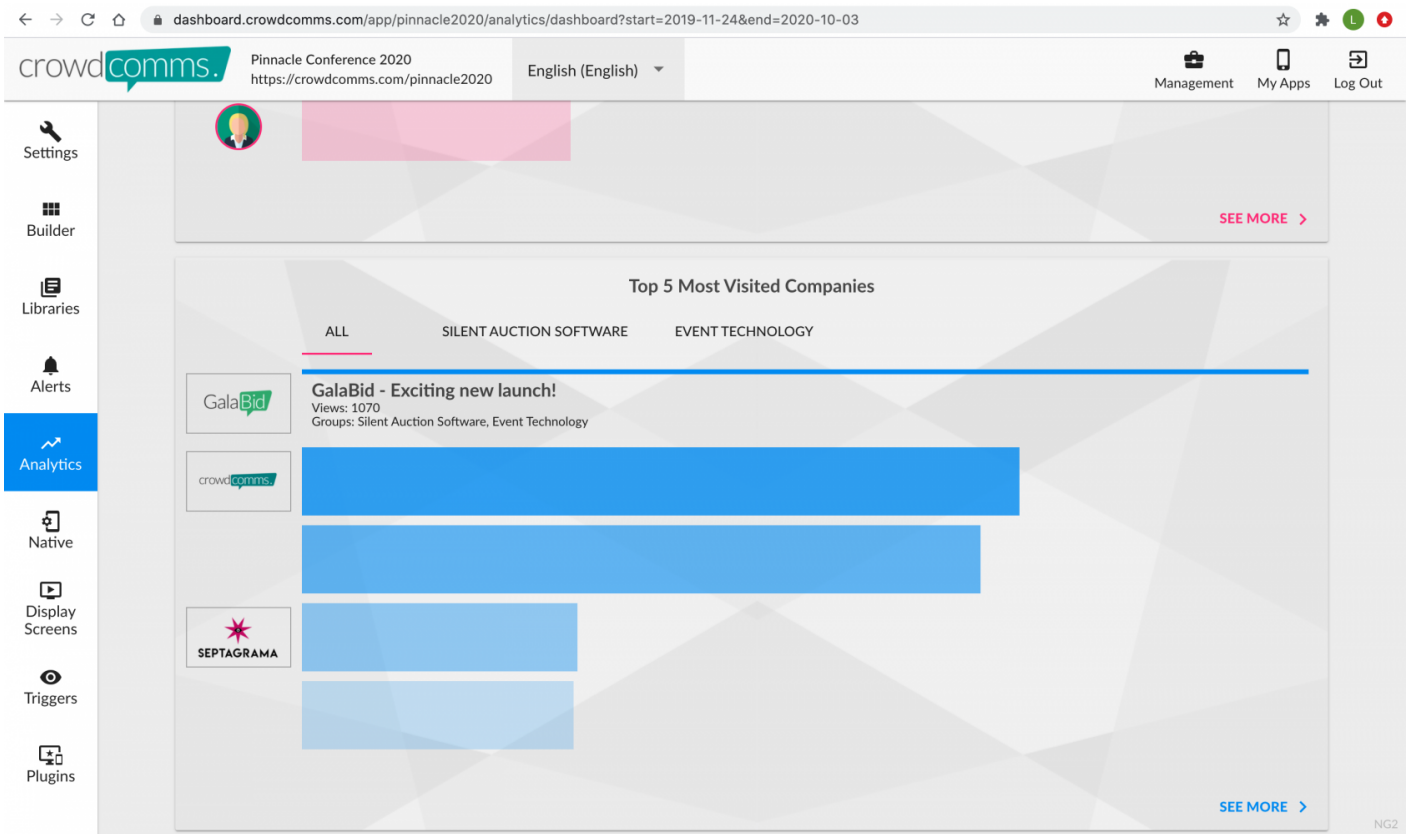 dashboard.crowdcomms.com/app/pinnacle2020/analytics/dashboard?start=2019-11-24&end=2020-10-03
L
crowdcomms.
Pinnacle Conference 2020
https://crowdcomms.com/pinnacle2020
English (English)
Management
My Apps
Log Out
Settings
Builder
Libraries
Alerts
Analytics
Native
Display
Screens
Triggers
Plugins
SEE MORE
Top 5 Most Visited Companies
ALL
SILENT AUCTION SOFTWARE
EVENT TECHNOLOGY
GalaBid
GalaBid - Exciting new launch!
Views: 1070
Groups: Silent Auction Software, Event Technology
crowdcomms.
SEPTAGRAMA
SEE MORE
NG2